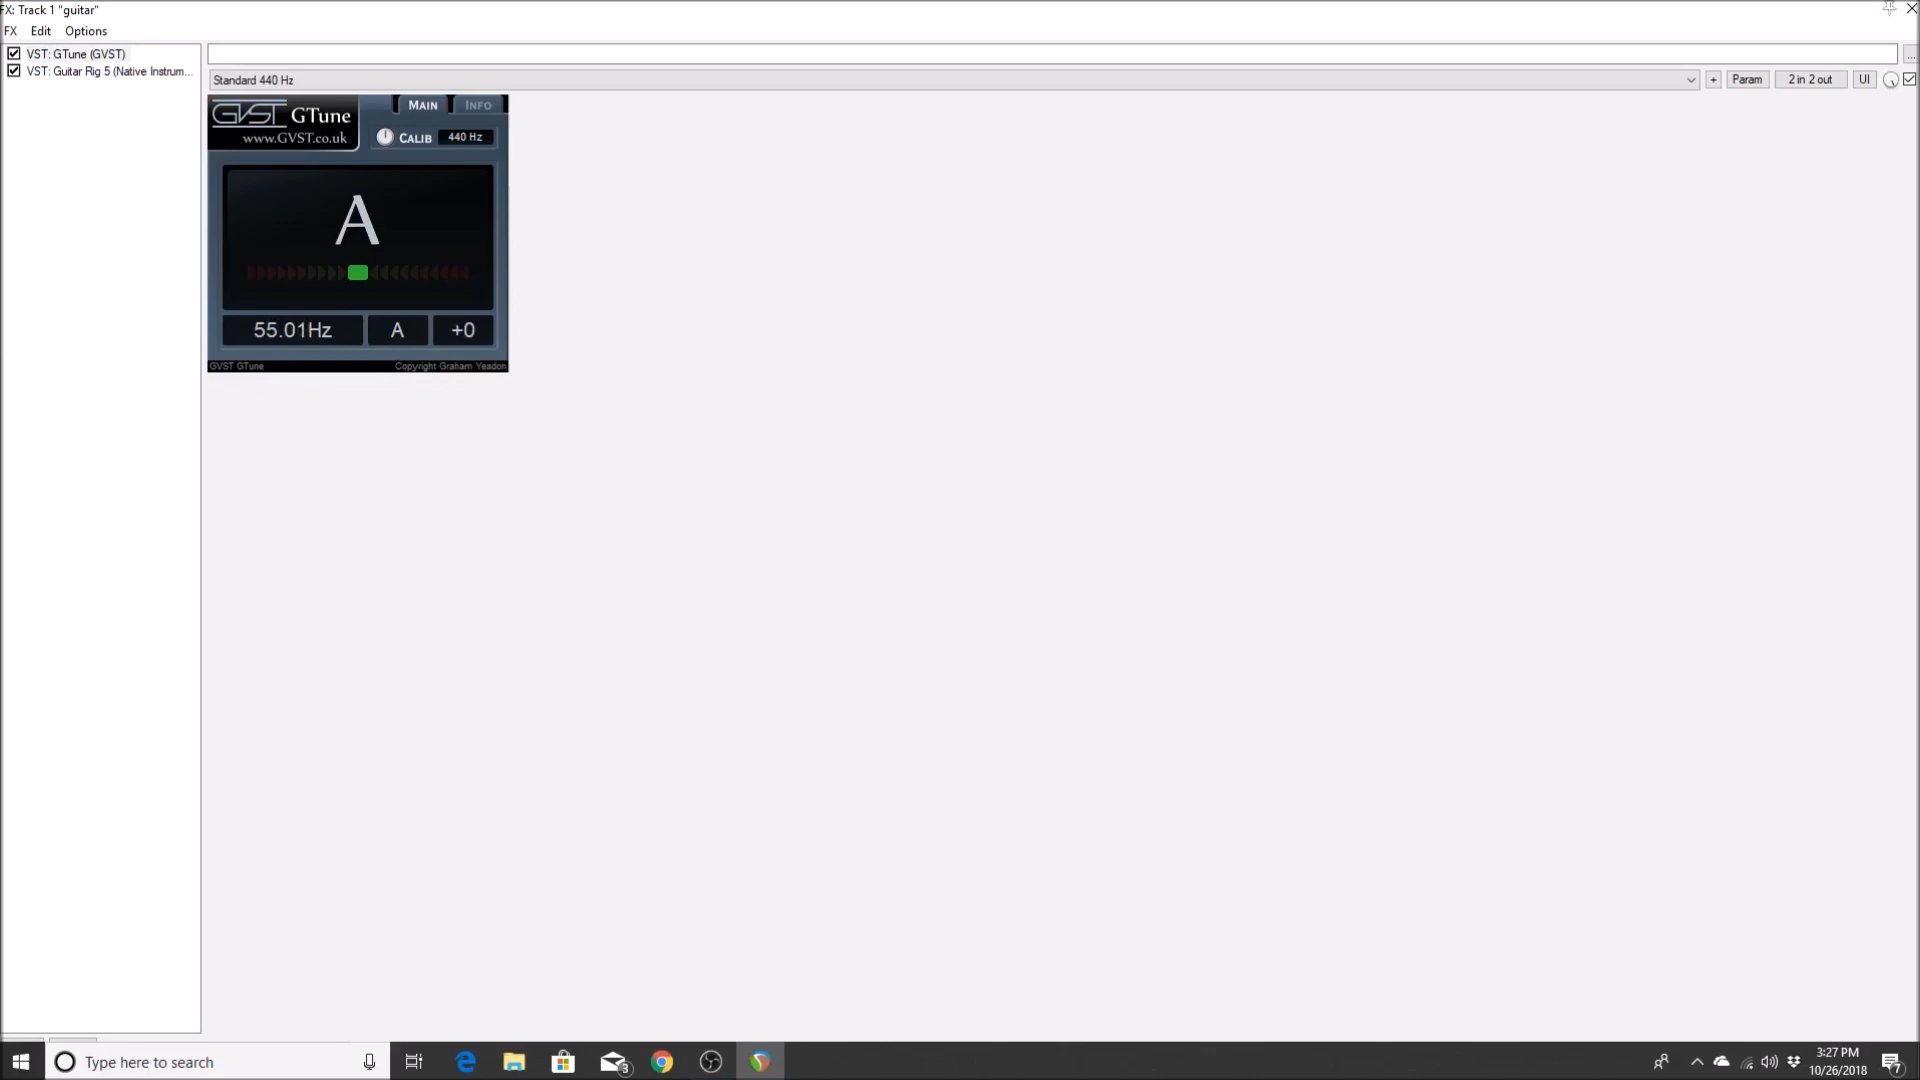 FX: Track 1 "guitar"
FX Edit Options
VST: GTune (GVST)
VST: Guitar Rig 5 (Native Instrum...
...
Standard 440 Hz
+ Param 2 in 2 out UI
GVST GTune
www.GVST.co.uk
MAIN INFO
CALIB 440 Hz
A
55.01Hz A +0
GVST GTune Copyright Graham Yeadon
Type here to search
3
3:27 PM
10/26/2018
7